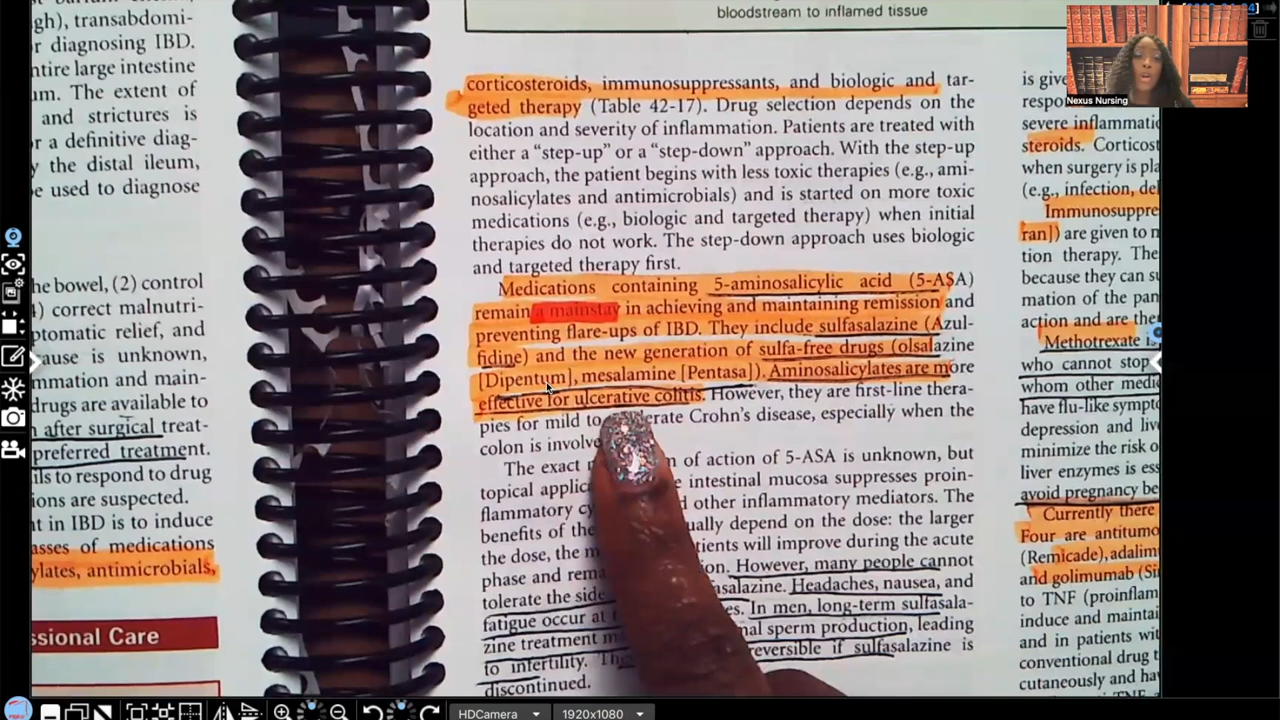 st barium enema),
gh), transabdomi-
r diagnosing IBD.
ntire large intestine
um. The extent of
and strictures is
r a definitive diag-
y the distal ileum,
e used to diagnose
he bowel, (2) control
4) correct malnutri-
ptomatic relief, and
cause is unknown,
mmation and main-
drugs are available to
n after surgical treat-
preferred treatment.
ils to respond to drug
ions are suspected.
nt in IBD is to induce
asses of medications
ylates, antimicrobials,
ssional Care
bloodstream to inflamed tissue
corticosteroids, immunosuppressants, and biologic and tar-
geted therapy (Table 42-17). Drug selection depends on the
location and severity of inflammation. Patients are treated with
either a “step-up” or a “step-down” approach. With the step-up
approach, the patient begins with less toxic therapies (e.g., ami-
nosalicylates and antimicrobials) and is started on more toxic
medications (e.g., biologic and targeted therapy) when initial
therapies do not work. The step-down approach uses biologic
and targeted therapy first.
Medications containing 5-aminosalicylic acid (5-ASA)
remain a mainstay in achieving and maintaining remission and
preventing flare-ups of IBD. They include sulfasalazine (Azul-
fidine) and the new generation of sulfa-free drugs (olsalazine
[Dipentum], mesalamine [Pentasa]). Aminosalicylates are more
effective for ulcerative colitis. However, they are first-line thera-
pies for mild to erate Crohn’s disease, especially when the
colon is involve
The exact n of action of 5-ASA is unknown, but
topical applic e intestinal mucosa suppresses proin-
flammatory cy d other inflammatory mediators. The
benefits of the ually depend on the dose: the larger
the dose, the m tients will improve during the acute
phase and rema on. However, many people cannot
tolerate the side asalazine. Headaches, nausea, and
fatigue occur at es. In men, long-term sulfasala-
zine treatment m nal sperm production, leading
to infertility. Th reversible if sulfasalazine is
discontinued.
is give
respo
severe inflammatio
steroids. Corticost
when surgery is pla
(e.g., infection, del
Immunosuppre
ran]) are given to m
tion therapy. The
because they can su
mation of the pan
action and are the
Methotrexate is
who cannot stop
whom other medic
have flu-like sympto
depression and live
minimize the risk o
liver enzymes is ess
avoid pregnancy be
Currently there
Four are antitumo
(Remicade), adalim
and golimumab (Si
to TNF (proinflam
induce and maintai
and in patients wit
conventional drug t
cutaneously and ha
Nexus Nursing
HDCamera
1920x1080